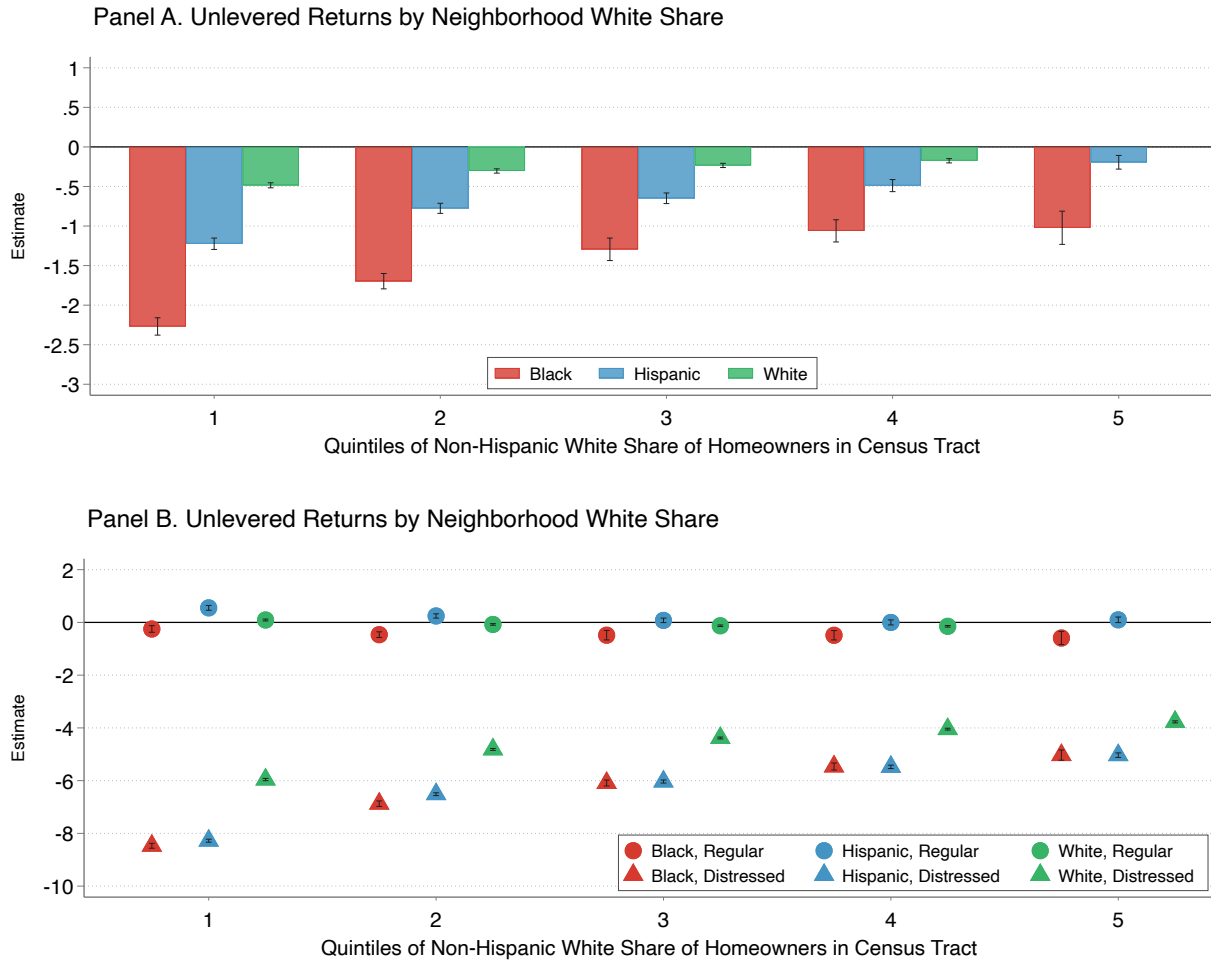 Panel A. Unlevered Returns by Neighborhood White Share
1
.5
0
-.5
-1
-1.5
-2
-2.5
-3
Estimate
Black Hispanic White
1 2 3 4 5
Quintiles of Non-Hispanic White Share of Homeowners in Census Tract
Panel B. Unlevered Returns by Neighborhood White Share
2
0
-2
-4
-6
-8
-10
Estimate
Black, Regular Hispanic, Regular White, Regular
Black, Distressed Hispanic, Distressed White, Distressed
1 2 3 4 5
Quintiles of Non-Hispanic White Share of Homeowners in Census Tract